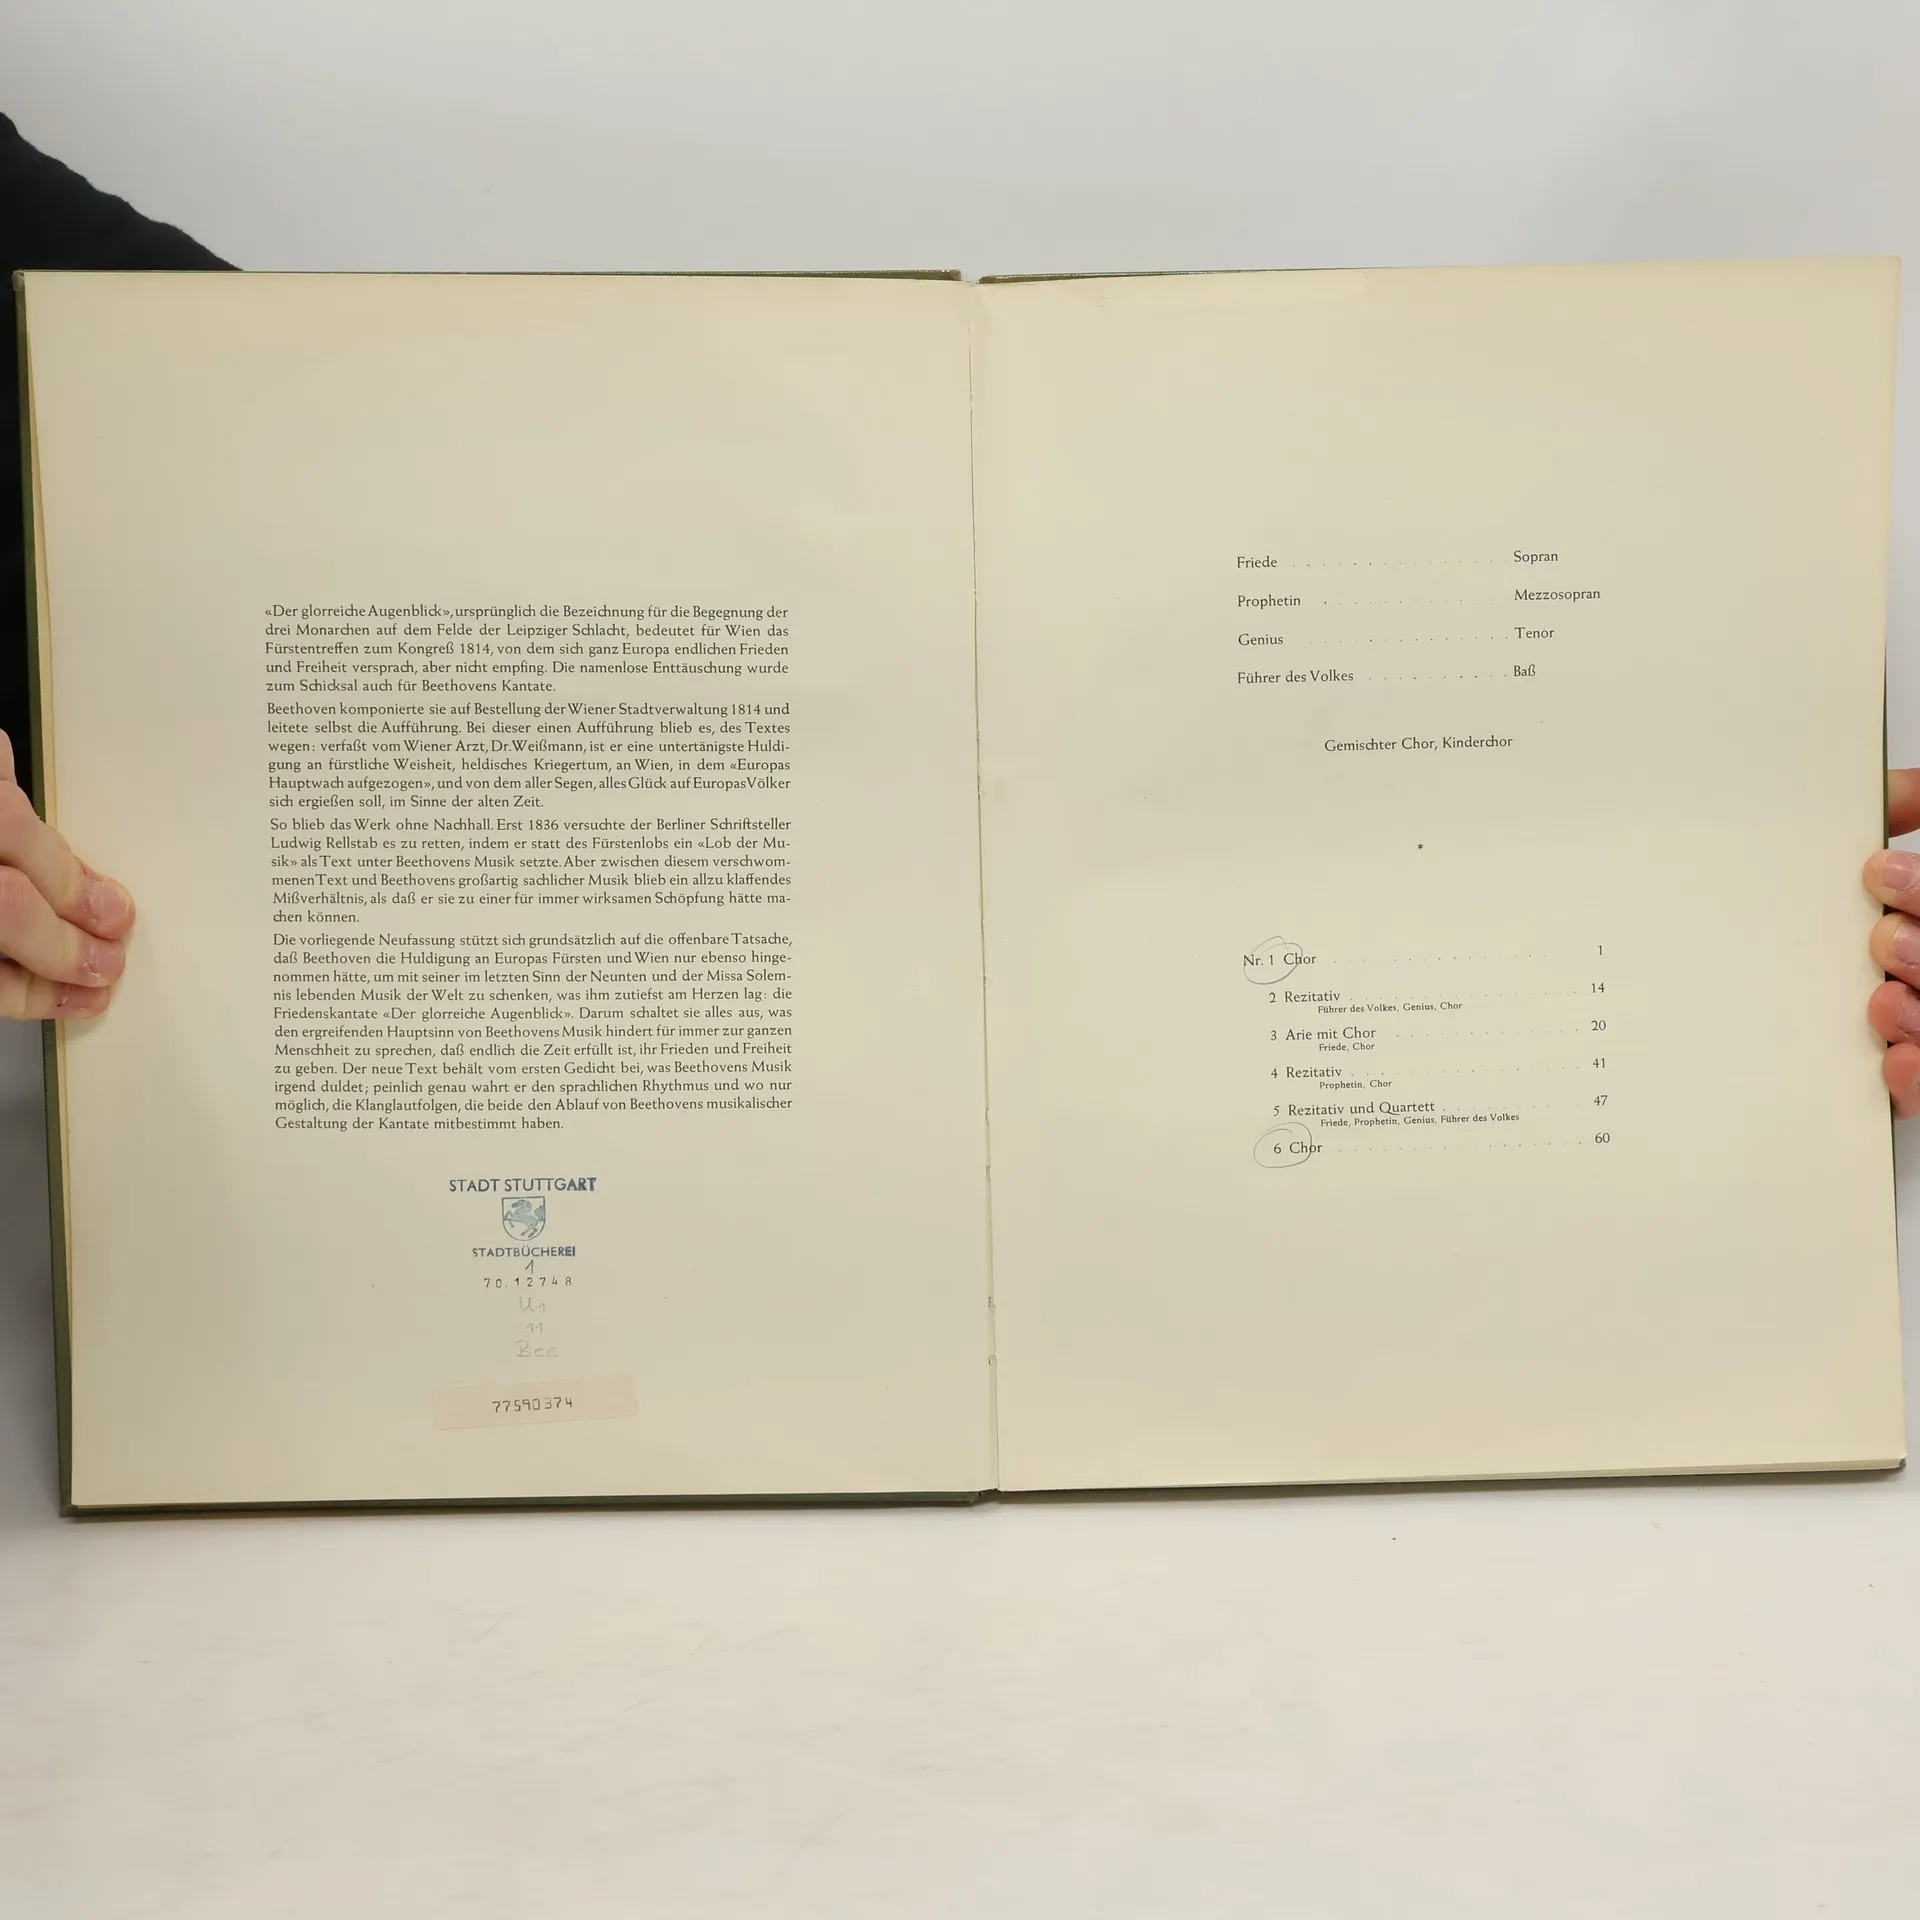 «Der glorreiche Augenblick», ursprünglich die Bezeichnung für die Begegnung der
drei Monarchen auf dem Felde der Leipziger Schlacht, bedeutet für Wien das
Fürstentreffen zum Kongreß 1814, von dem sich ganz Europa endlichen Frieden
und Freiheit versprach, aber nicht empfing. Die namenlose Enttäuschung wurde
zum Schicksal auch für Beethovens Kantate.
Beethoven komponierte sie auf Bestellung der Wiener Stadtverwaltung 1814 und
leitete selbst die Aufführung. Bei dieser einen Aufführung blieb es, des Textes
wegen: verfaßt vom Wiener Arzt, Dr. Weißmann, ist er eine untertänigste Huldi-
gung an fürstliche Weisheit, heldisches Kriegertum, an Wien, in dem «Europas
Hauptwach aufgezogen», und von dem aller Segen, alles Glück auf Europas Völker
sich ergießen soll, im Sinne der alten Zeit.
So blieb das Werk ohne Nachhall. Erst 1836 versuchte der Berliner Schriftsteller
Ludwig Rellstab es zu retten, indem er statt des Fürstenlobs ein «Lob der Mu-
sik» als Text unter Beethovens Musik setzte. Aber zwischen diesem verschwom-
menen Text und Beethovens großartig sachlicher Musik blieb ein allzu klaffendes
Mißverhältnis, als daß er sie zu einer für immer wirksamen Schöpfung hätte ma-
chen können.
Die vorliegende Neufassung stützt sich grundsätzlich auf die offenbare Tatsache,
daß Beethoven die Huldigung an Europas Fürsten und Wien nur ebenso hinge-
nommen hätte, um mit seiner im letzten Sinn der Neunten und der Missa Solem-
nis lebenden Musik der Welt zu schenken, was ihm zutiefst am Herzen lag: die
Friedenskantate «Der glorreiche Augenblick». Darum schaltet sie alles aus, was
den ergreifenden Hauptsinn von Beethovens Musik hindert für immer zur ganzen
Menschheit zu sprechen, daß endlich die Zeit erfüllt ist, ihr Frieden und Freiheit
zu geben. Der neue Text behält vom ersten Gedicht bei, was Beethovens Musik
irgend duldet; peinlich genau wahrt er den sprachlichen Rhythmus und wo nur
möglich, die Klanglautfolgen, die beide den Ablauf von Beethovens musikalischer
Gestaltung der Kantate mitbestimmt haben.
STADT STUTTGART
STADTBÜCHEREI
1
70.12748
U1
11
Bee
77590374
Friede . . . . . . . . . . . . Sopran
Prophetin . . . . . . . . . . . Mezzosopran
Genius . . . . . . . . . . . . Tenor
Führer des Volkes . . . . . . . . . Baß
Gemischter Chor, Kinderchor
*
Nr. 1 Chor . . . . . . . . . . . . . 1
2 Rezitativ . . . . . . . . . . . . . 14
Führer des Volkes, Genius, Chor
3 Arie mit Chor . . . . . . . . . . . 20
Friede, Chor
4 Rezitativ . . . . . . . . . . . . . 41
Prophetin, Chor
5 Rezitativ und Quartett . . . . . . . . 47
Friede, Prophetin, Genius, Führer des Volkes
6 Chor . . . . . . . . . . . . . 60